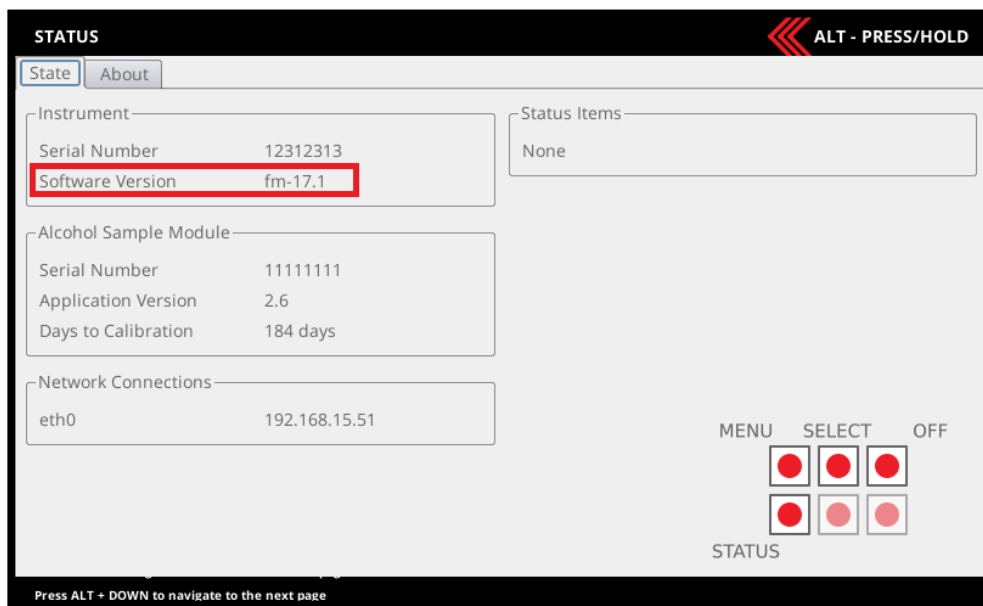 STATUS
ALT - PRESS/HOLD
State About
Instrument
Serial Number 12312313
Software Version fm-17.1
Status Items
None
Alcohol Sample Module
Serial Number 11111111
Application Version 2.6
Days to Calibration 184 days
Network Connections
eth0 192.168.15.51
MENU SELECT OFF
STATUS
Press ALT + DOWN to navigate to the next page